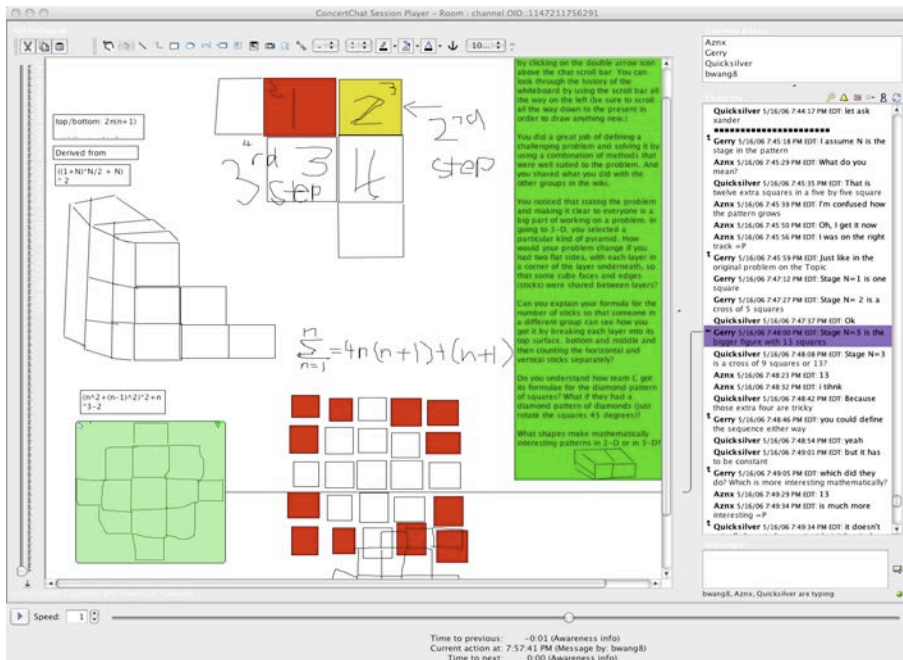 ConcertChat Session Player - Room : channel.OID::1147211756291
10...
top/bottom: 2n(n+1)
Derived from
((1+N)*N/2 + N)
* 2
2
1
3
2
2nd
step
4
3rd
step
3
4
n
∑ =4n(n+1)+(n+1)
n=1
(n^2+(n-1)^2)*2+n
*3-2
by clicking on the double arrow icon
above the chat scroll bar. You can
look through the history of the
whiteboard by using the scroll bar
all the way on the left (be sure to scroll
all the way down to the present in
order to draw anything new.)
You did a great job of defining a
challenging problem and solving it by
using a combination of methods that
were well suited to the problem. And
you shared what you did with the
other groups in the wiki.
You noticed that stating the problem
and making it clear to everyone is a
big part of working on a problem. In
going to 3-D, you selected a
particular kind of pyramid. How
would your problem change if you
had two flat sides, with each layer in
a corner of the layer underneath, so
that some cube faces and edges
(sticks) were shared between layers?
Can you explain your formula for the
number of sticks so that someone in
a different group can see how you
got it by breaking each layer into its
top surface, bottom and middle and
then counting the horizontal and
vertical sticks separately?
Do you understand how team C got
its formulae for the diamond pattern
of squares? What if they had a
diamond pattern of diamonds (just
rotate the squares 45 degrees)?
What shapes make mathematically
interesting patterns in 2-D or in 3-D?
Aznx
Gerry
Quicksilver
bwang8
Quicksilver 5/16/06 7:44:17 PM EDT: let ask
xander
Gerry 5/16/06 7:45:18 PM EDT: I assume N is the
stage in the pattern
Aznx 5/16/06 7:45:29 PM EDT: What do you
mean?
Quicksilver 5/16/06 7:45:35 PM EDT: That is
twelve extra squares in a five by five square
Aznx 5/16/06 7:45:39 PM EDT: I'm confused how
the pattern grows
Aznx 5/16/06 7:45:50 PM EDT: Oh, I get it now
Aznx 5/16/06 7:45:56 PM EDT: I was on the right
track =P
Gerry 5/16/06 7:45:59 PM EDT: Just like in the
original problem on the Topic
Gerry 5/16/06 7:47:12 PM EDT: Stage N=1 is one
square
Gerry 5/16/06 7:47:27 PM EDT: Stage N= 2 is a
cross of 5 squares
Quicksilver 5/16/06 7:47:37 PM EDT: Ok
Gerry 5/16/06 7:48:00 PM EDT: Stage N=3 is the
bigger figure with 13 squares
Quicksilver 5/16/06 7:48:08 PM EDT: Stage N=3
is a cross of 9 squares or 13?
Aznx 5/16/06 7:48:23 PM EDT: 13
Aznx 5/16/06 7:48:32 PM EDT: i tihnk
Quicksilver 5/16/06 7:48:42 PM EDT: Because
those extra four are tricky
Gerry 5/16/06 7:48:46 PM EDT: you could define
the sequence either way
Quicksilver 5/16/06 7:48:54 PM EDT: yeah
Quicksilver 5/16/06 7:49:01 PM EDT: but it has to
be constant
Gerry 5/16/06 7:49:05 PM EDT: which did they
do? Which is more interesting mathematically?
Aznx 5/16/06 7:49:29 PM EDT: 13
Aznx 5/16/06 7:49:34 PM EDT: is much more
interesting =P
Quicksilver 5/16/06 7:49:34 PM EDT: it doesn't
bwang8, Aznx, Quicksilver are typing
Speed: 1
Time to previous: -0:01 (Awareness info)
Current action at: 7:57:41 PM (Message by: bwang8)
Time to next: 0:00 (Awareness info)